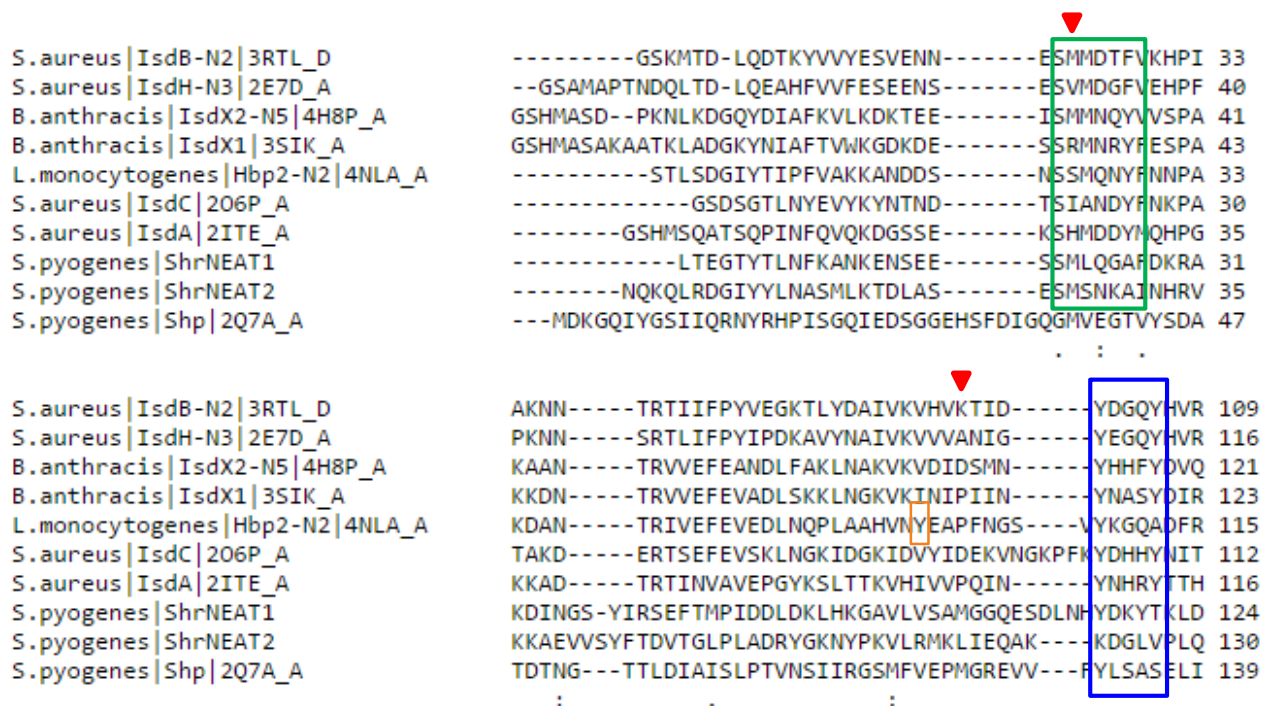 S.aureus|IsdB-N2|3RTL_D ---------GSKMTD-LQDTKYVVYESVENN-------ESMMDTFVKHPI 33
S.aureus|IsdH-N3|2E7D_A --GSAMAPTNDQLTD-LQEAHFVVFESEENS-------ESVMDGFVEHPF 40
B.anthracis|IsdX2-N5|4H8P_A GSHMASD--PKNLKDGQYDIAFKVLKDKTEE-------ISMMNQYVVSPA 41
B.anthracis|IsdX1|3SIK_A GSHMASAKAATKLADGKYNIAFTVWKGDKDE-------SSRMNRYFESPA 43
L.monocytogenes|Hbp2-N2|4NLA_A ----------STLSDGIYTIPFVAKKANDDS-------NSSMQNYFNNPA 33
S.aureus|IsdC|2O6P_A -------------GSDSGTLNYEVYKYNTND-------TSIANDYFNKPA 30
S.aureus|IsdA|2ITE_A --------GSHMSQATSQPINFQVQKDGSSE-------KSHMDDYMQHPG 35
S.pyogenes|ShrNEAT1 ------------LTEGTYTLNFKANKENSEE-------SSMLQGAFDKRA 31
S.pyogenes|ShrNEAT2 -------NQKQLRDGIYYLNASMLKTDLAS-------ESMSNKAINHRV 35
S.pyogenes|Shp|2Q7A_A ---MDKGQIYGSIIQRNYRHPISGQIEDSGGEHSFDIGQGMVEGTVYSDA 47
. : .
S.aureus|IsdB-N2|3RTL_D AKNN-----TRTIIFPYVEGKTLYDAIVKVHVKTID------YDGQYHVR 109
S.aureus|IsdH-N3|2E7D_A PKNN-----SRTLIFPYIPDKAVYNAIVKVVVANIG------YEGQYHVR 116
B.anthracis|IsdX2-N5|4H8P_A KAAN-----TRVVEFEANDLFAKLNAKVKVDIDSMN------YHHFYDVQ 121
B.anthracis|IsdX1|3SIK_A KKDN-----TRVVEFEVADLSKKLNGKVKINIPIIN------YNASYDIR 123
L.monocytogenes|Hbp2-N2|4NLA_A KDAN-----TRIVEFEVEDLNQPLAAHVNYEAPFNGS----VYKGQADFR 115
S.aureus|IsdC|2O6P_A TAKD-----ERTSEFEVSKLNGKIDGKIDVYIDEKVNGKPFKYDHHYNIT 112
S.aureus|IsdA|2ITE_A KKAD-----TRTINVAVEPGYKSLTTKVHIVVPQIN------YNHRYTTH 116
S.pyogenes|ShrNEAT1 KDINGS-YIRSEFTMPIDDLDKLHKGAVLVSAMGGQESDLNHYDKYTKLD 124
S.pyogenes|ShrNEAT2 KKAEVVSYFTDVTGLPLADRYGKNYPKVLRMKLIEQAK----KDGLVPLQ 130
S.pyogenes|Shp|2Q7A_A TDTNG---TTLDIAISLPTVNSIIRGSMFVEPMGREVV---FYLSASELI 139
: . :